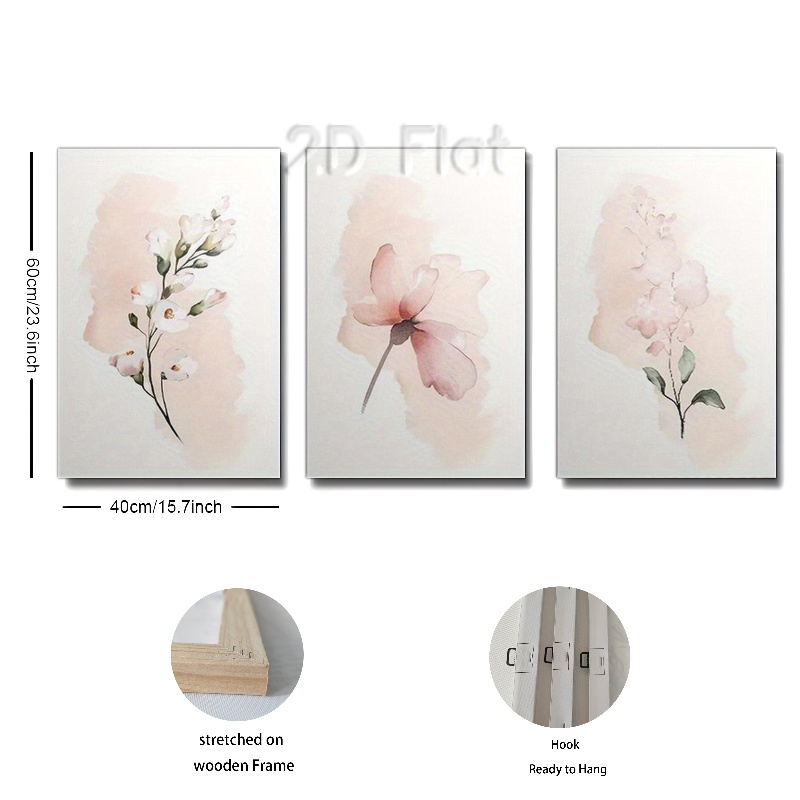 2D Flat
60cm/23.6inch
40cm/15.7inch
stretched on
wooden Frame
Hook
Ready to Hang